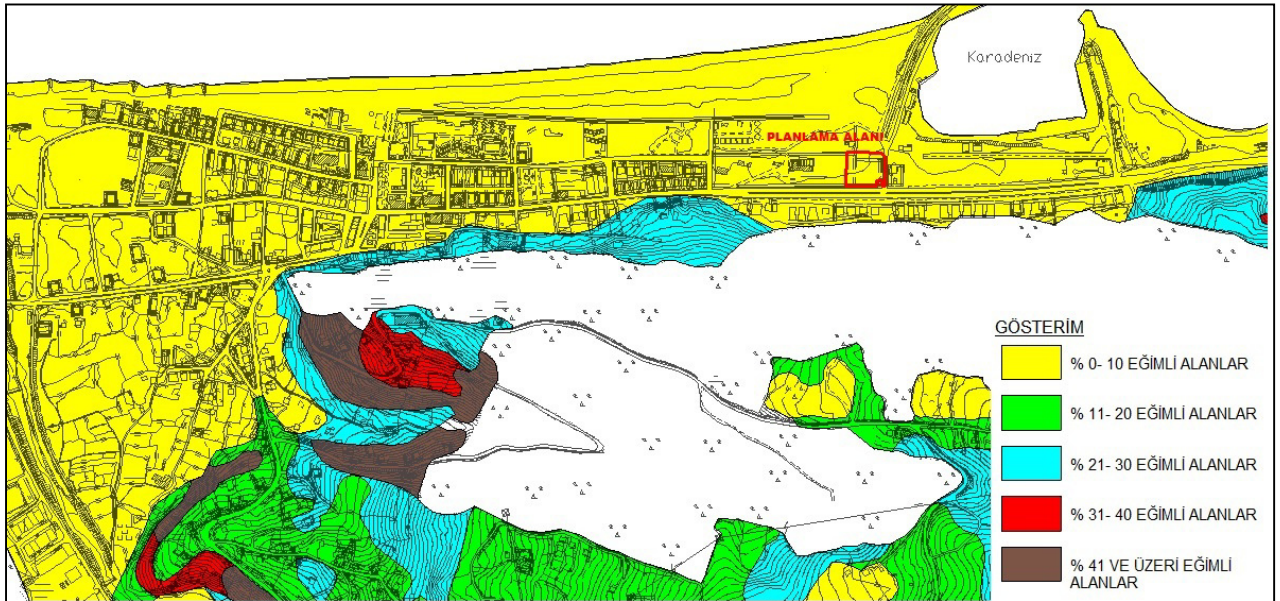 Karadeniz
PLANLAMA ALANI
GÖSTERİM
% 0- 10 EĞİMLİ ALANLAR
% 11- 20 EĞİMLİ ALANLAR
% 21- 30 EĞİMLİ ALANLAR
% 31- 40 EĞİMLİ ALANLAR
% 41 VE ÜZERİ EĞİMLİ
ALANLAR